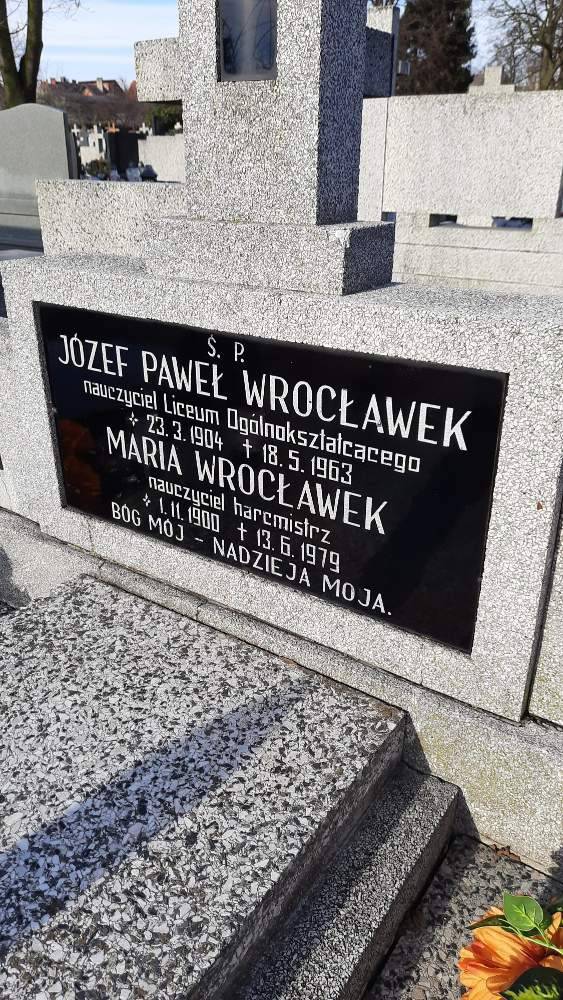 Ś. P.
JÓZEF PAWEŁ WROCŁAWEK
nauczyciel Liceum Ogólnokształcącego
✢ 23.3.1904 ✝ 18.5.1963
MARIA WROCŁAWEK
nauczyciel harcmistrz
✢ 1.11.1900 ✝ 13.6.1979
BÓG MÓJ - NADZIEJA MOJA.